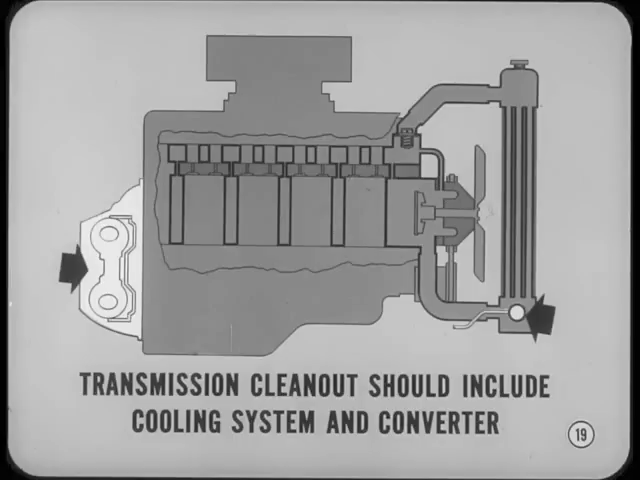 TRANSMISSION CLEANOUT SHOULD INCLUDE
COOLING SYSTEM AND CONVERTER
19